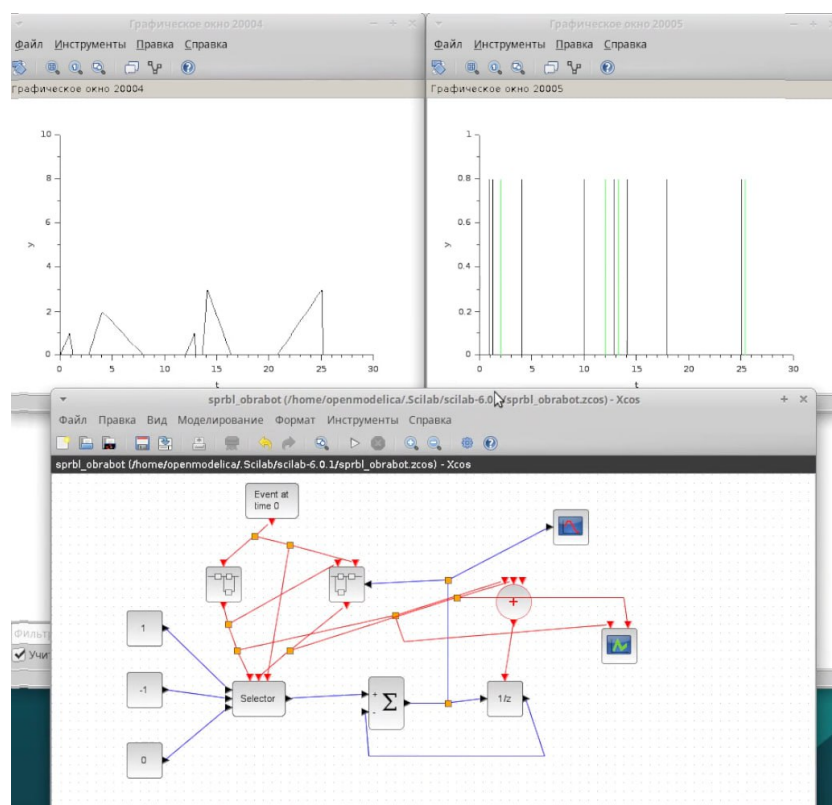 Графическое окно 20004
Файл Инструменты Правка Справка
Графическое окно 20004
10
8
6
4
2
0
y
0 5 10 15 20 25 30
t
Графическое окно 20005
Файл Инструменты Правка Справка
Графическое окно 20005
1
0.8
0.6
0.4
0.2
0
y
0 5 10 15 20 25 30
t
sprbl_obrabot (/home/openmodelica/.Scilab/scilab-6.0.1/sprbl_obrabot.zcos) - Xcos
Файл Правка Вид Моделирование Формат Инструменты Справка
sprbl_obrabot (/home/openmodelica/.Scilab/scilab-6.0.1/sprbl_obrabot.zcos) - Xcos
Event at
time 0
1
-1
0
Selector
+
-
Σ
1/z
+
Фильтр
Учи